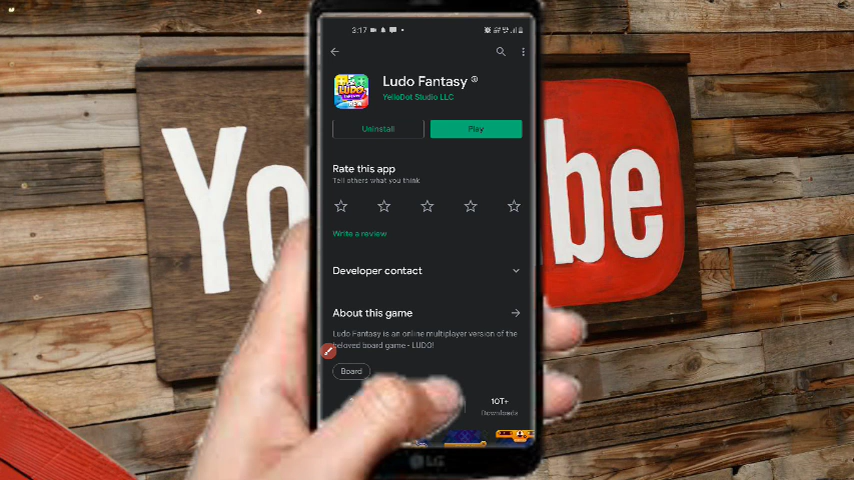 YouTube
3:17
Ludo Fantasy ®
YelloDot Studio LLC
Uninstall
Play
Rate this app
Tell others what you think
Write a review
Developer contact
About this game
Ludo Fantasy is an online multiplayer version of the
beloved board game - LUDO!
Board
10T+
Downloads
LG